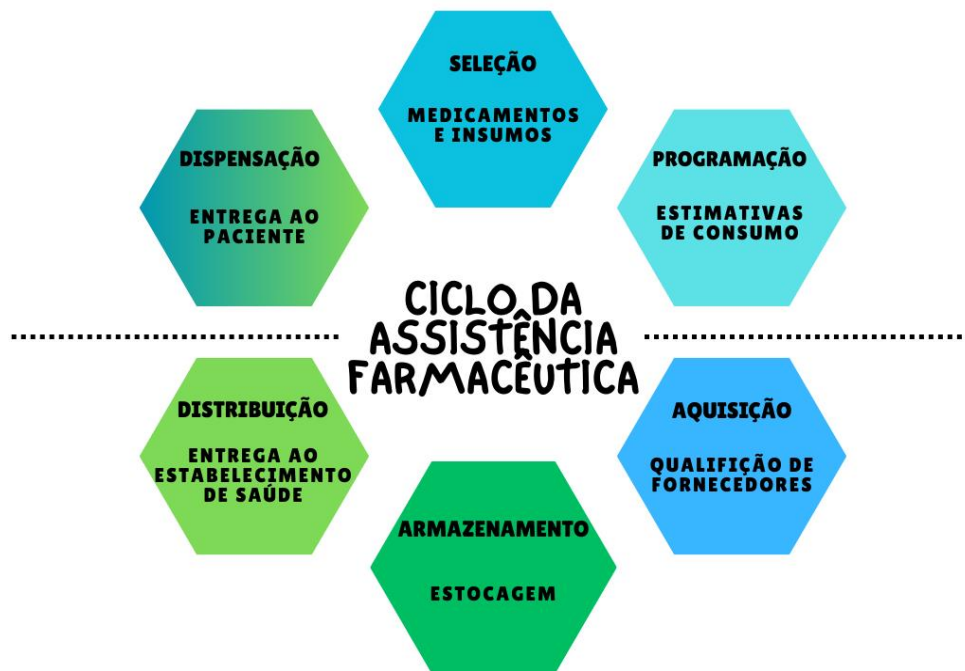 SELEÇÃO
MEDICAMENTOS
E INSUMOS
DISPENSAÇÃO
ENTREGA AO
PACIENTE
PROGRAMAÇÃO
ESTIMATIVAS
DE CONSUMO
CICLO DA
ASSISTÊNCIA
FARMACÊUTICA
DISTRIBUIÇÃO
ENTREGA AO
ESTABELECIMENTO
DE SAÚDE
AQUISIÇÃO
QUALIFIÇÃO DE
FORNECEDORES
ARMAZENAMENTO
ESTOCAGEM